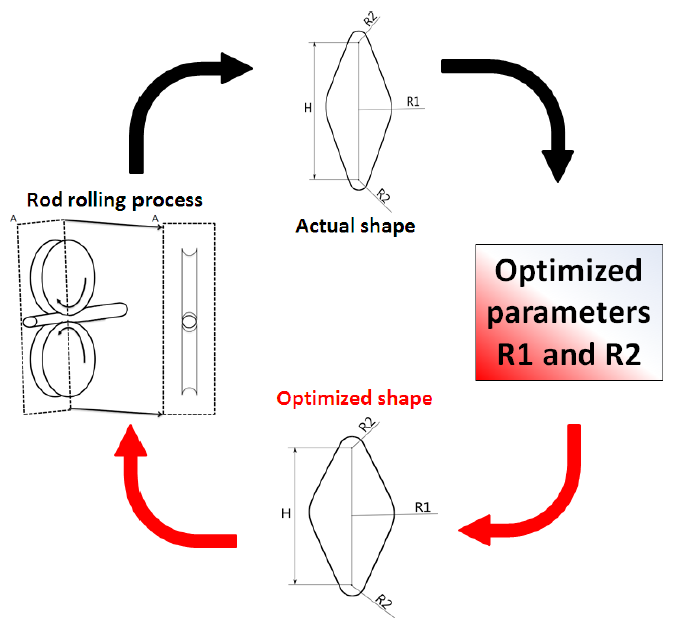 R2
H
R1
R2
Actual shape
Rod rolling process
A
A
Optimized
parameters
R1 and R2
Optimized shape
R2
H
R1
R2